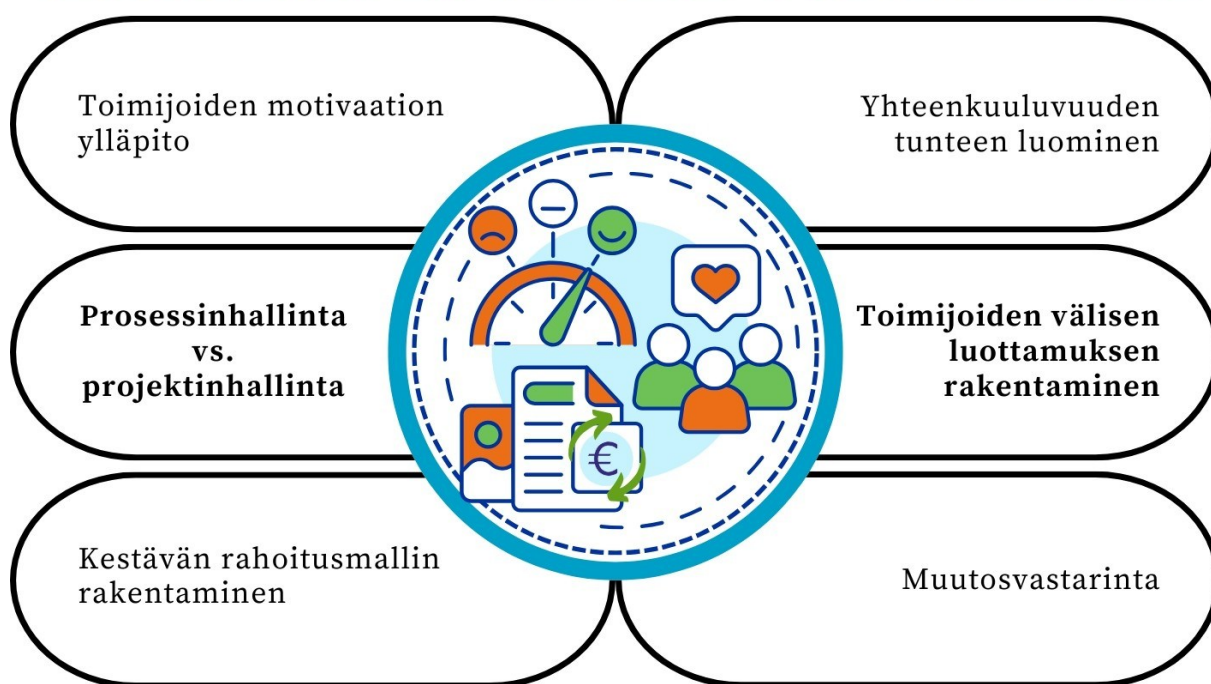 Toimijoiden motivaation
ylläpito
Yhteenkuuluvuuden
tunteen luominen
Prosessinhallinta
vs.
projektinhallinta
Toimijoiden välisen
luottamuksen
rakentaminen
€
Kestävän rahoitusmallin
rakentaminen
Muutosvastarinta